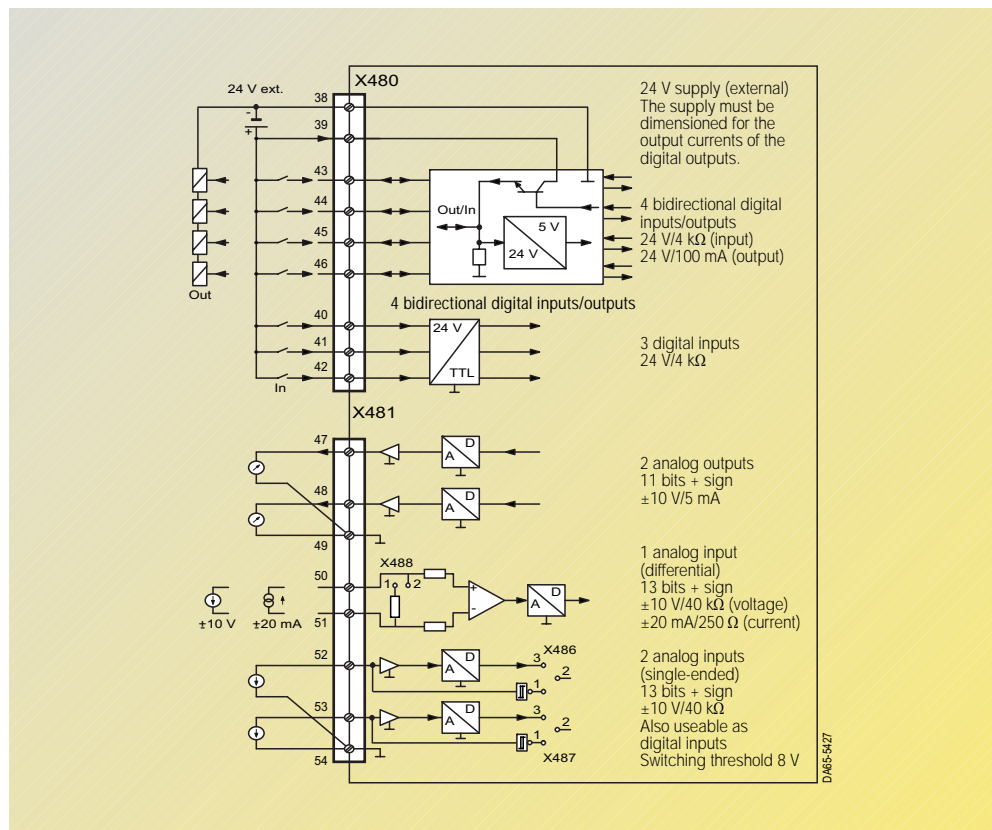 X480
24 V ext.
38
-
+
39
43
44
45
46
Out
Out/In
5 V
24 V
4 bidirectional digital inputs/outputs
40
41
42
In
24 V
TTL
24 V supply (external)
The supply must be
dimensioned for the
output currents of the
digital outputs.
4 bidirectional digital
inputs/outputs
24 V/4 kΩ (input)
24 V/100 mA (output)
3 digital inputs
24 V/4 kΩ
X481
47
D
A
48
D
A
49
2 analog outputs
11 bits + sign
±10 V/5 mA
50
X488
1 2
+
-
D
A
51
±10 V
±20 mA
1 analog input
(differential)
13 bits + sign
±10 V/40 kΩ (voltage)
±20 mA/250 Ω (current)
52
D
A
3
X486
2
1
53
D
A
3
2
1
X487
54
2 analog inputs
(single-ended)
13 bits + sign
±10 V/40 kΩ
Also useable as
digital inputs
Switching threshold 8 V
DA65-5427